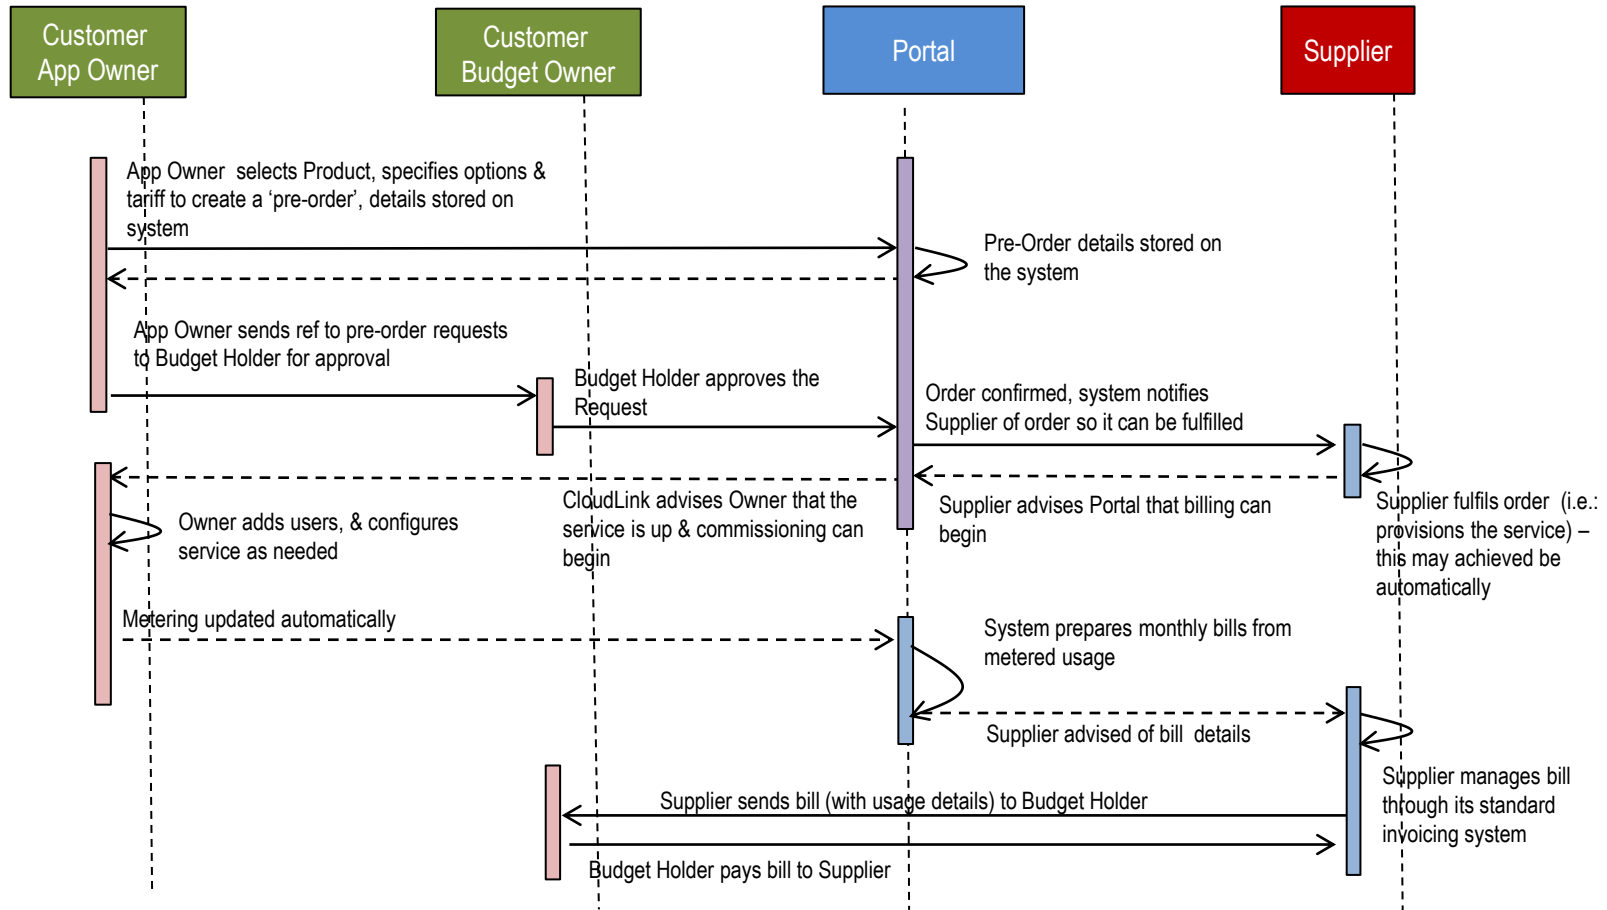 Customer
App Owner
Customer
Budget Owner
Portal
Supplier
App Owner  selects Product, specifies options &
tariff to create a ‘pre-order’, details stored on
system
Pre-Order details stored on
the system
App Owner sends ref to pre-order requests
to Budget Holder for approval
Budget Holder approves the
Request
Order confirmed, system notifies
Supplier of order so it can be fulfilled
CloudLink advises Owner that the
service is up & commissioning can
begin
Supplier advises Portal that billing can
begin
Supplier fulfils order  (i.e.:
provisions the service) –
this may achieved be
automatically
Owner adds users, & configures
service as needed
Metering updated automatically
System prepares monthly bills from
metered usage
Supplier advised of bill  details
Supplier manages bill
through its standard
invoicing system
Supplier sends bill (with usage details) to Budget Holder
Budget Holder pays bill to Supplier